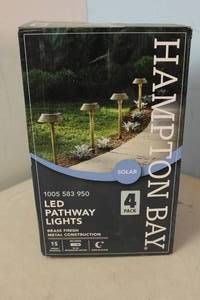 HAMPTON BAY.
SOLAR
1005 583 950
4
PACK
LED
PATHWAY
LIGHTS
BRASS FINISH
METAL CONSTRUCTION
15